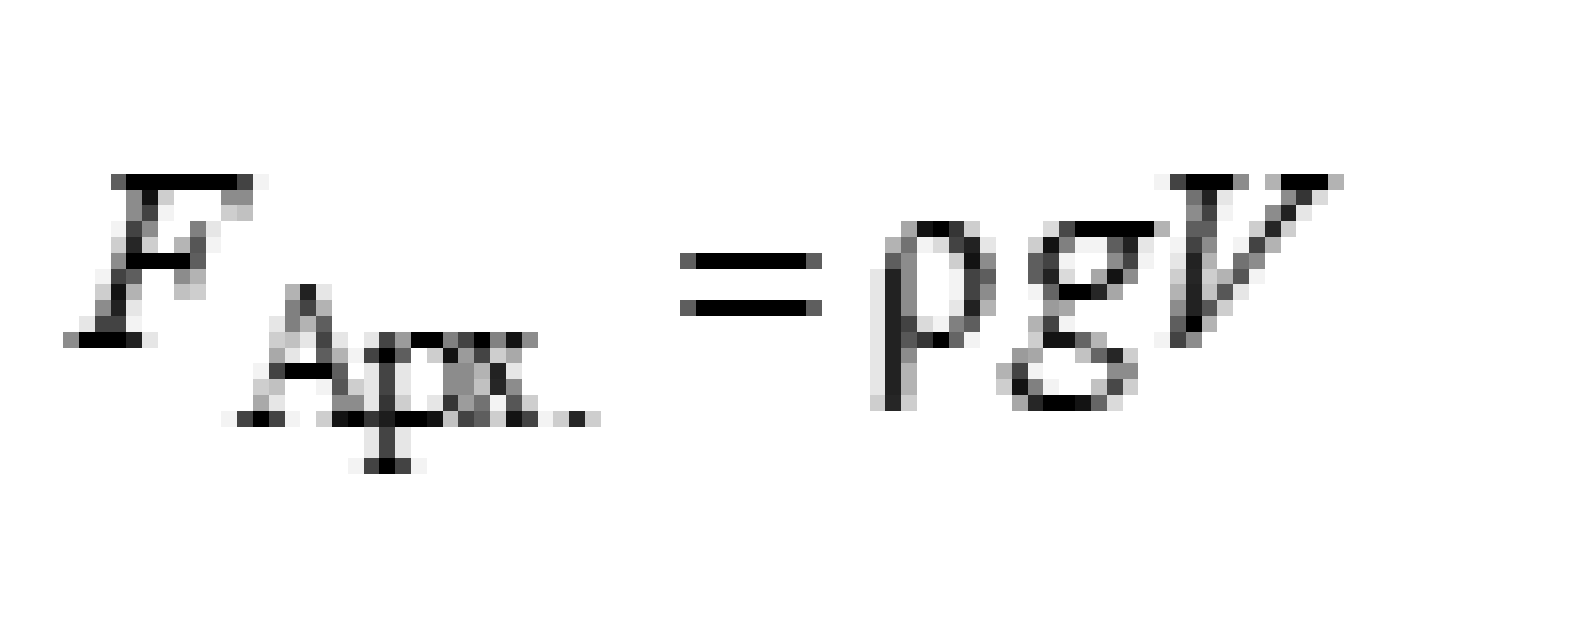 F_Арх. = ρgV